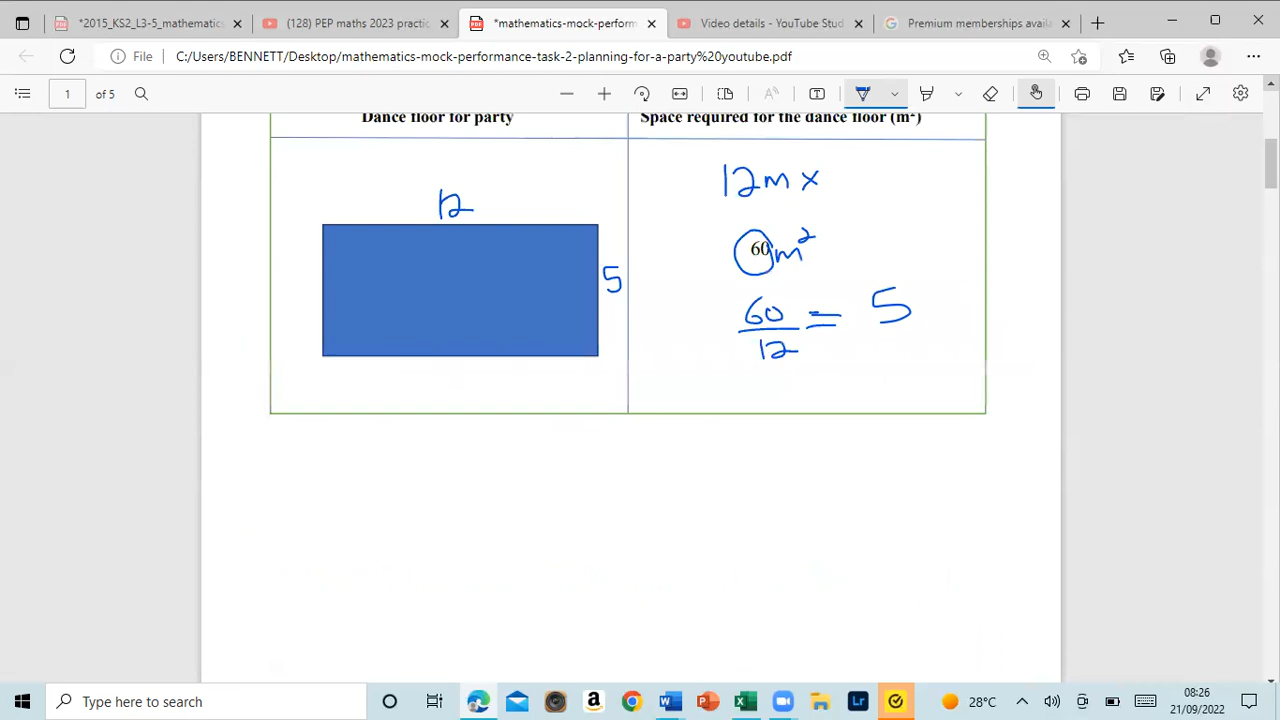 *2015_KS2_L3-5_mathematics
(128) PEP maths 2023 practic
*mathematics-mock-perform
Video details - YouTube Stud
Premium memberships availa
File
C:/Users/BENNETT/Desktop/mathematics-mock-performance-task-2-planning-for-a-party%20youtube.pdf
1 of 5
Dance floor for party
Space required for the dance floor (m²)
12
5
12m x
60m²
60/12 = 5
Type here to search
28°C
08:26
21/09/2022